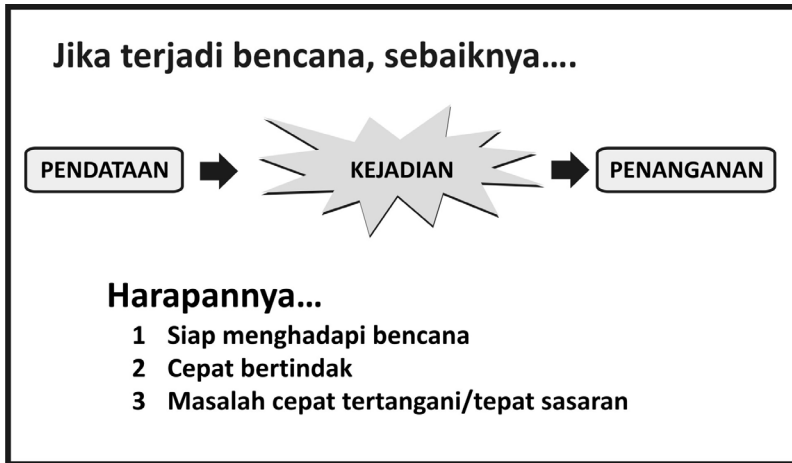 Jika terjadi bencana, sebaiknya....
PENDATAAN
KEJADIAN
PENANGANAN
Harapannya...
1 Siap menghadapi bencana
2 Cepat bertindak
3 Masalah cepat tertangani/tepat sasaran